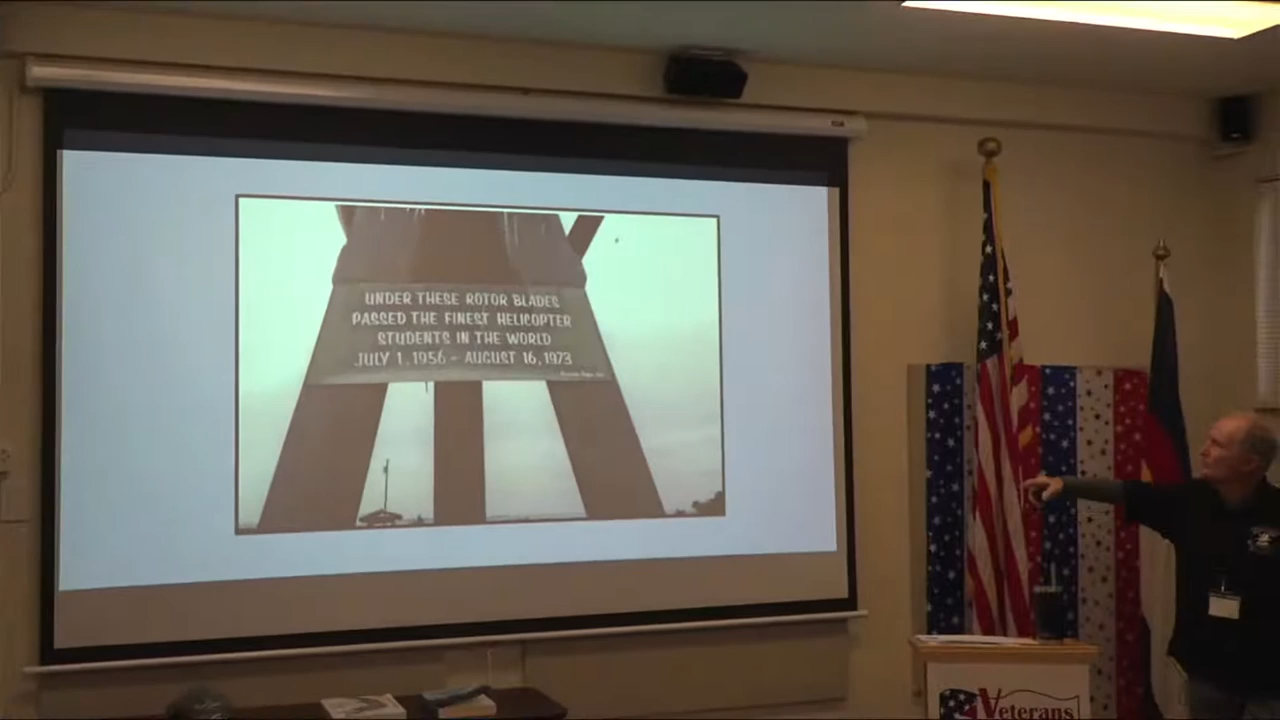 UNDER THESE ROTOR BLADES
PASSED THE FINEST HELICOPTER
STUDENTS IN THE WORLD
JULY 1, 1956 - AUGUST 16, 1973
Veterans